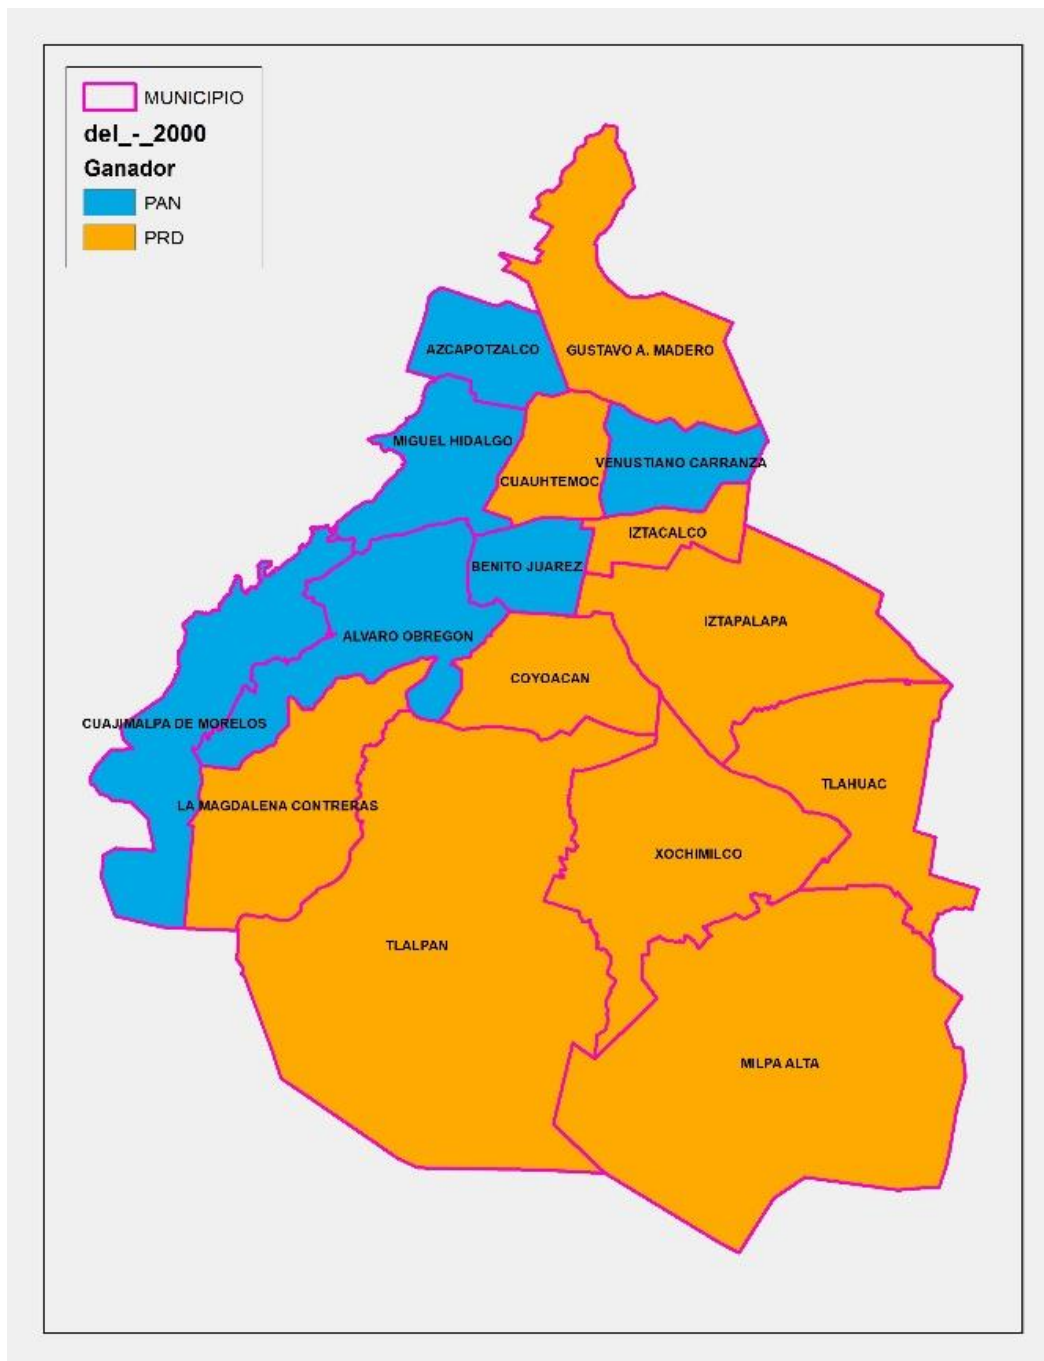 MUNICIPIO
del_-_2000
Ganador
PAN
PRD
AZCAPOTZALCO
GUSTAVO A. MADERO
MIGUEL HIDALGO
VENUSTIANO CARRANZA
CUAUHTEMOC
IZTACALCO
BENITO JUAREZ
IZTAPALAPA
ALVARO OBREGON
COYOACAN
CUAJIMALPA DE MORELOS
TLAHUAC
LA MAGDALENA CONTRERAS
XOCHIMILCO
TLALPAN
MILPA ALTA